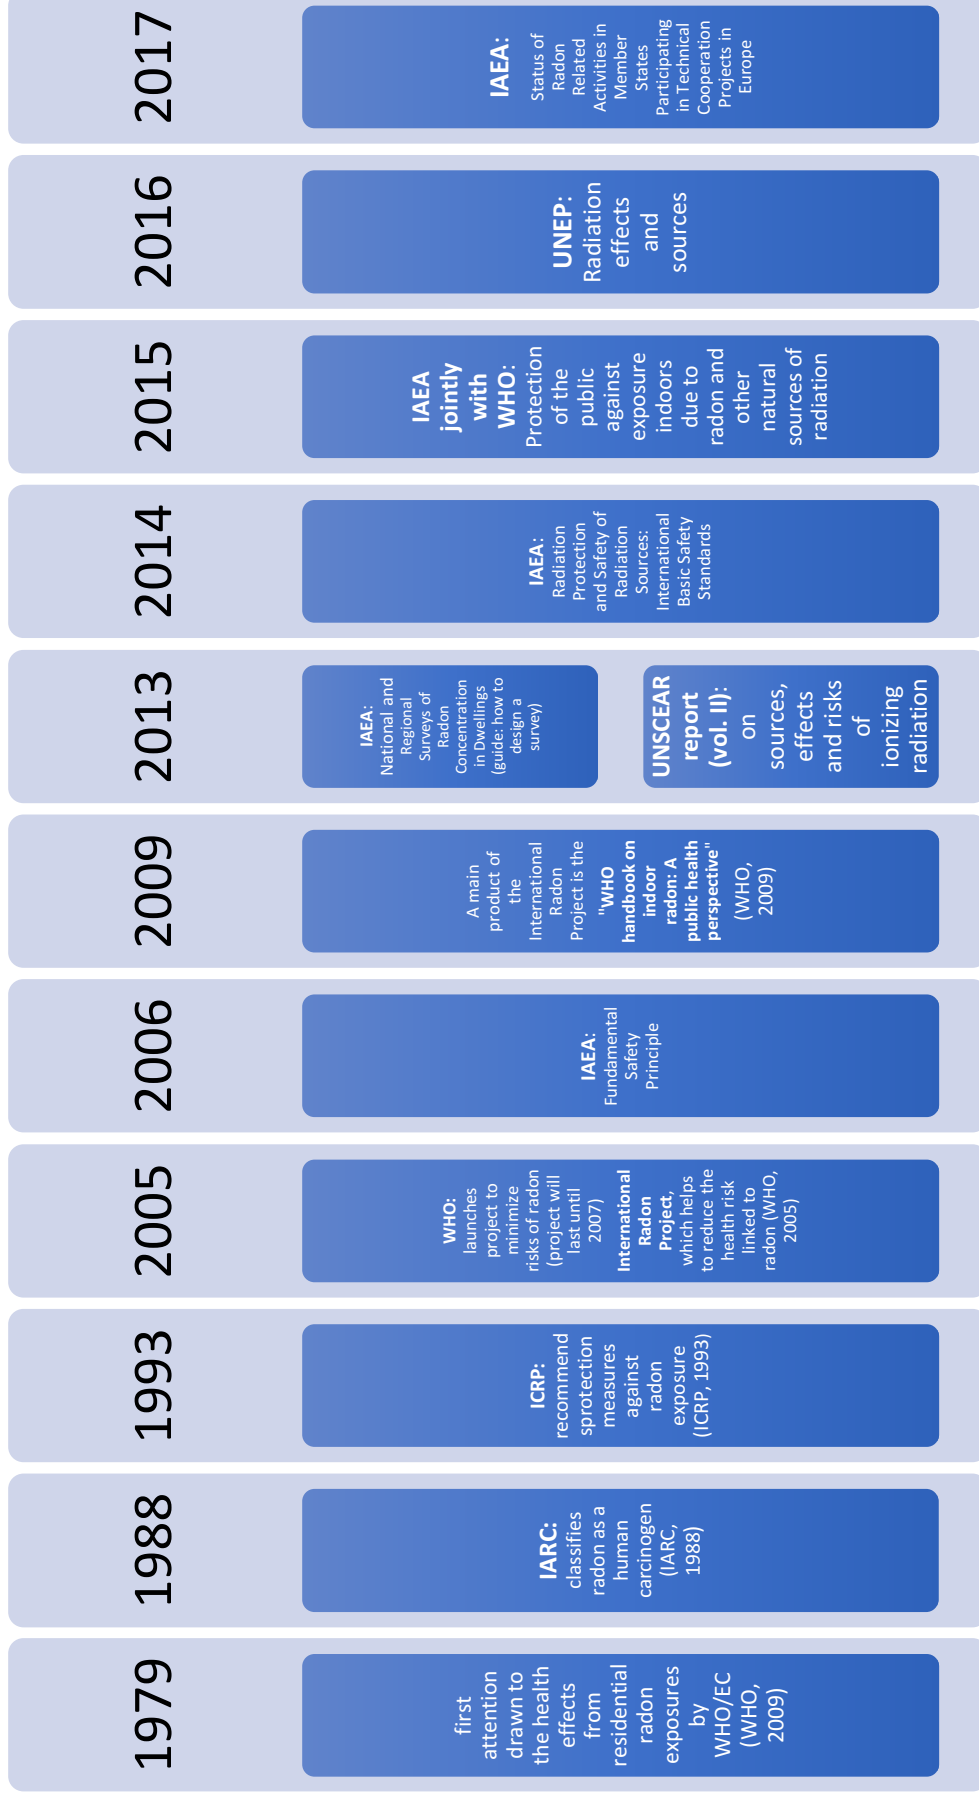 1979
first
attention
drawn to
the health
effects
from
residential
radon
exposures
by
WHO/EC
(WHO,
2009)
1988
IARC:
classifies
radon as a
human
carcinogen
(IARC,
1988)
1993
ICRP:
recommend
sprotection
measures
against
radon
exposure
(ICRP, 1993)
2005
WHO:
launches
project to
minimize
risks of radon
(project will
last until
2007)
International
Radon
Project,
which helps
to reduce the
health risk
linked to
radon (WHO,
2005)
2006
IAEA:
Fundamental
Safety
Principle
2009
A main
product of
the
International
Radon
Project is the
"WHO
handbook on
indoor
radon: A
public health
perspective"
(WHO,
2009)
2013
IAEA:
National and
Regional
Surveys of
Radon
Concentration
in Dwellings
(guide: how to
design a
survey)
UNSCEAR
report
(vol. II):
on
sources,
effects
and risks
of
ionizing
radiation
2014
IAEA:
Radiation
Protection
and Safety of
Radiation
Sources:
International
Basic Safety
Standards
2015
IAEA
jointly
with
WHO:
Protection
of the
public
against
exposure
indoors
due to
radon and
other
natural
sources of
radiation
2016
UNEP:
Radiation
effects
and
sources
2017
IAEA:
Status of
Radon
Related
Activities in
Member
States
Participating
in Technical
Cooperation
Projects in
Europe